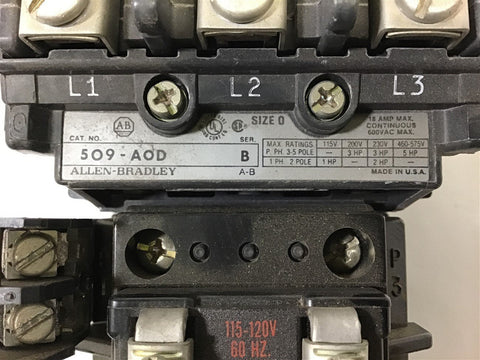 L1 L2 L3
AB UL SIZE 0 18 AMP MAX.
CONTINUOUS
600VAC MAX.
CAT. NO. SER.
509-AOD B
ALLEN-BRADLEY A-B
MAX RATINGS 115V 200V 230V 460-575V
P. PH. 3-5 POLE — 3 HP 3 HP 5 HP
1 PH. 2 POLE 1 HP — 2 HP —
MADE IN U.S.A.
P
3
115-120V
60 HZ.